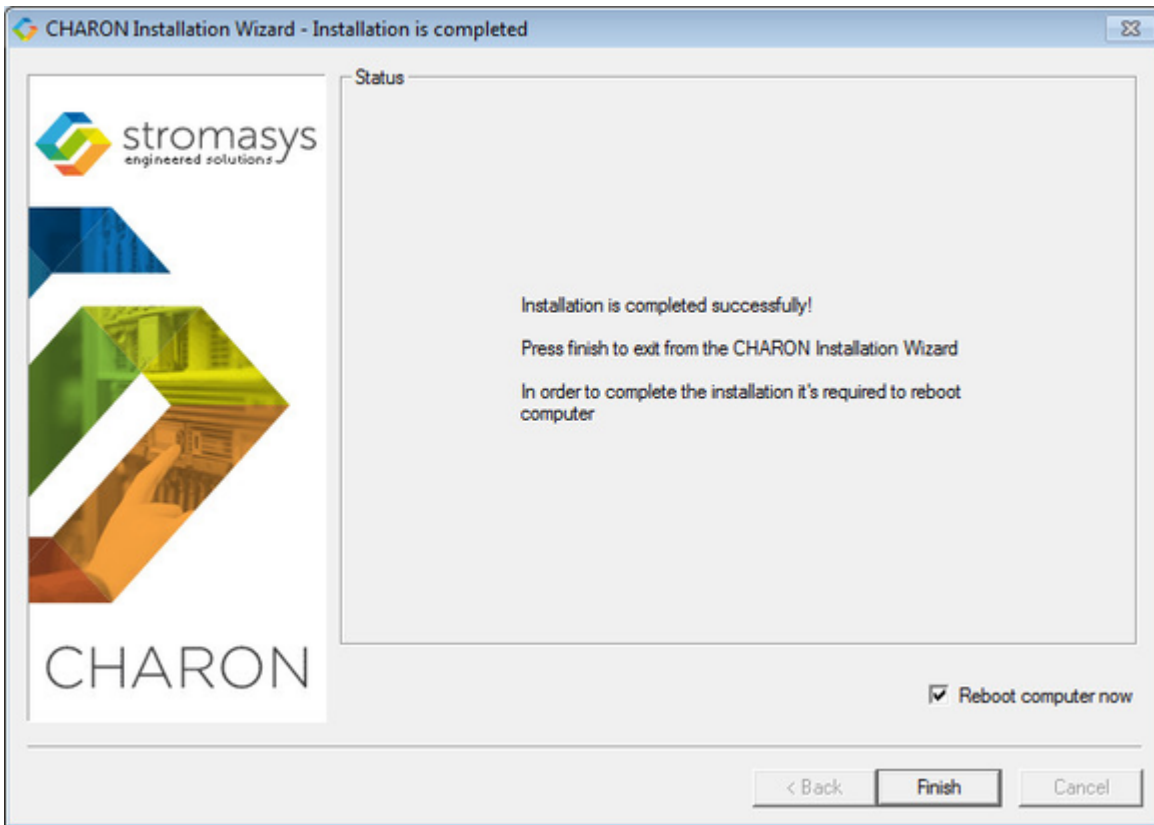 CHARON Installation Wizard - Installation is completed
Status
stromasys
engineered solutions
Installation is completed successfully!
Press finish to exit from the CHARON Installation Wizard
In order to complete the installation it's required to reboot
computer
CHARON
Reboot computer now
< Back
Finish
Cancel